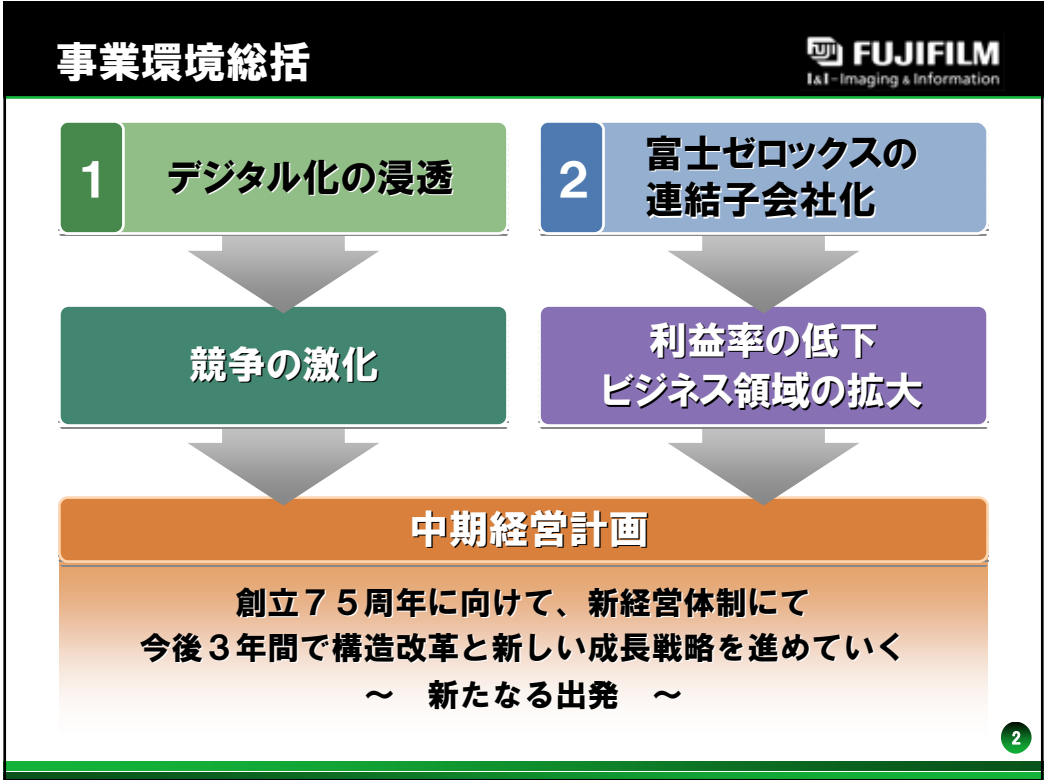 事業環境総括
FUJI FUJIFILM
I&I-Imaging & Information
1
デジタル化の浸透
2
富士ゼロックスの
連結子会社化
競争の激化
利益率の低下
ビジネス領域の拡大
中期経営計画
創立７５周年に向けて、新経営体制にて
今後３年間で構造改革と新しい成長戦略を進めていく
～　新たなる出発　～
2